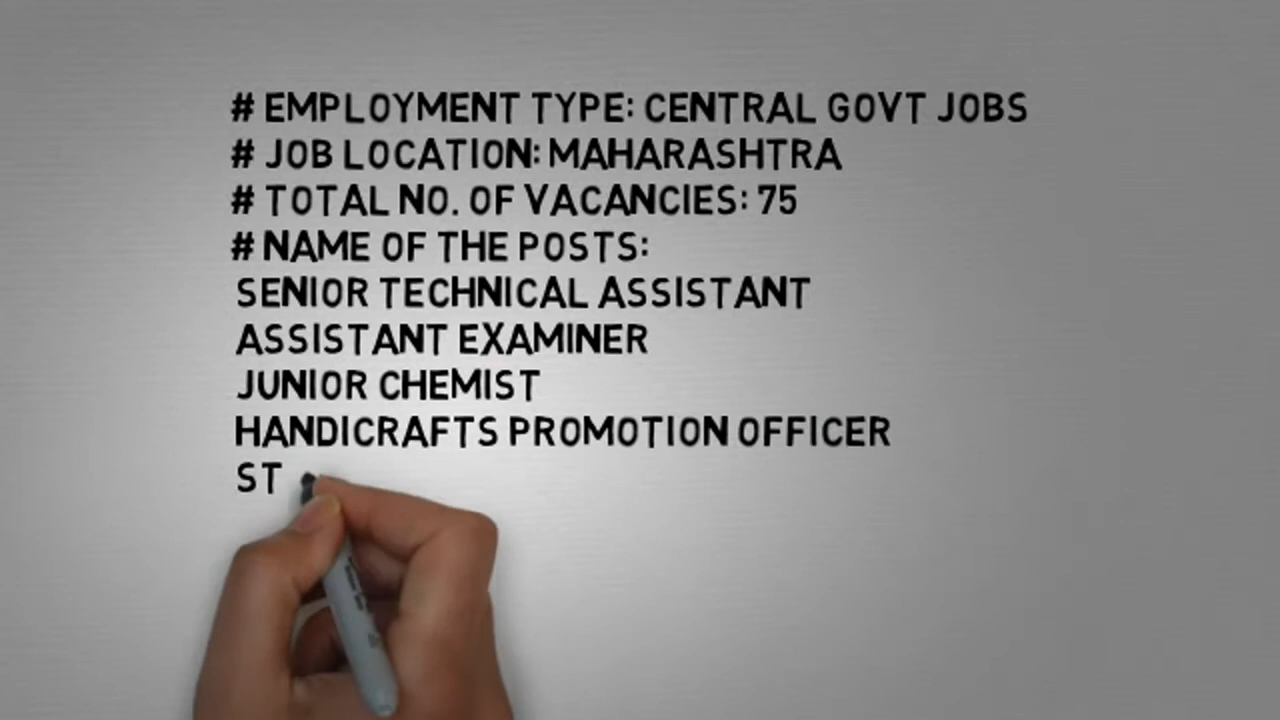 # EMPLOYMENT TYPE: CENTRAL GOVT JOBS
# JOB LOCATION: MAHARASHTRA
# TOTAL NO. OF VACANCIES: 75
# NAME OF THE POSTS:
SENIOR TECHNICAL ASSISTANT
ASSISTANT EXAMINER
JUNIOR CHEMIST
HANDICRAFTS PROMOTION OFFICER
ST